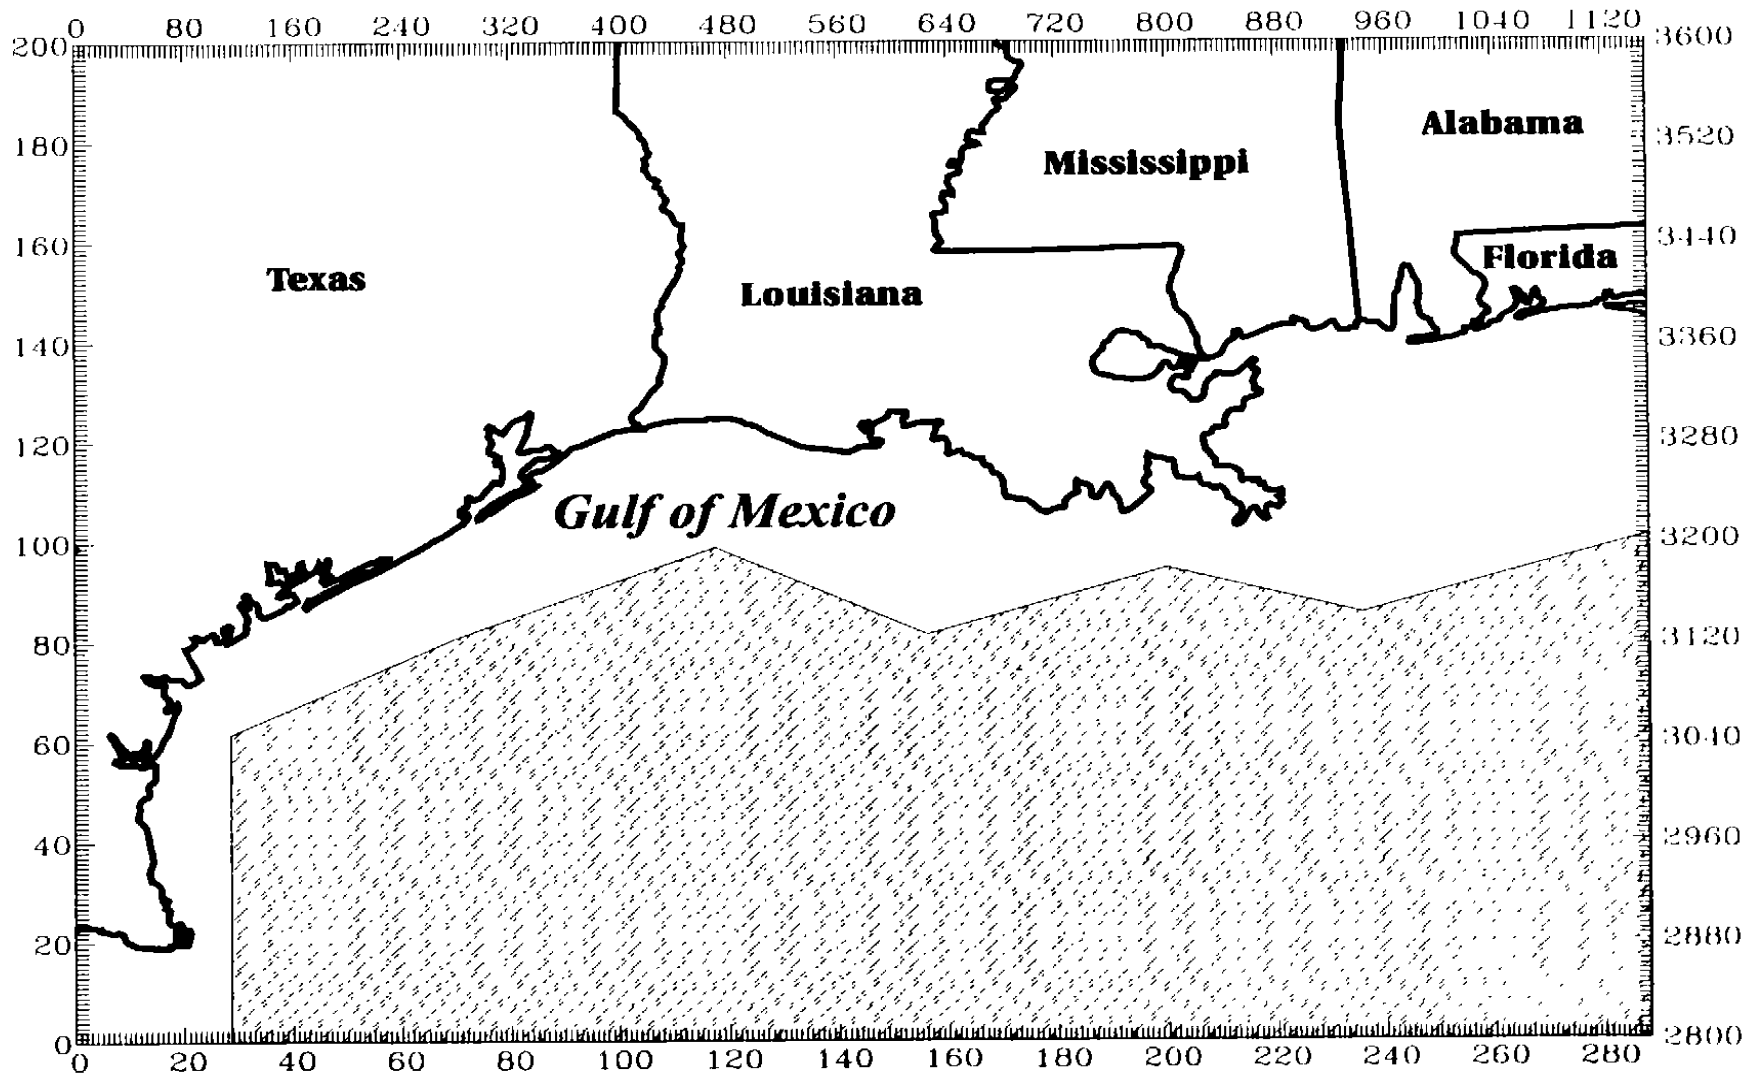 0 80 160 240 320 400 480 560 640 720 800 880 960 1040 1120
200 3600
Alabama
180 3520
Mississippi
160 3440
Florida
Texas
Louisiana
140 3360
120 3280
Gulf of Mexico
100 3200
80 3120
60 3040
40 2960
20 2880
0 2800
0 20 40 60 80 100 120 140 160 180 200 220 240 260 280